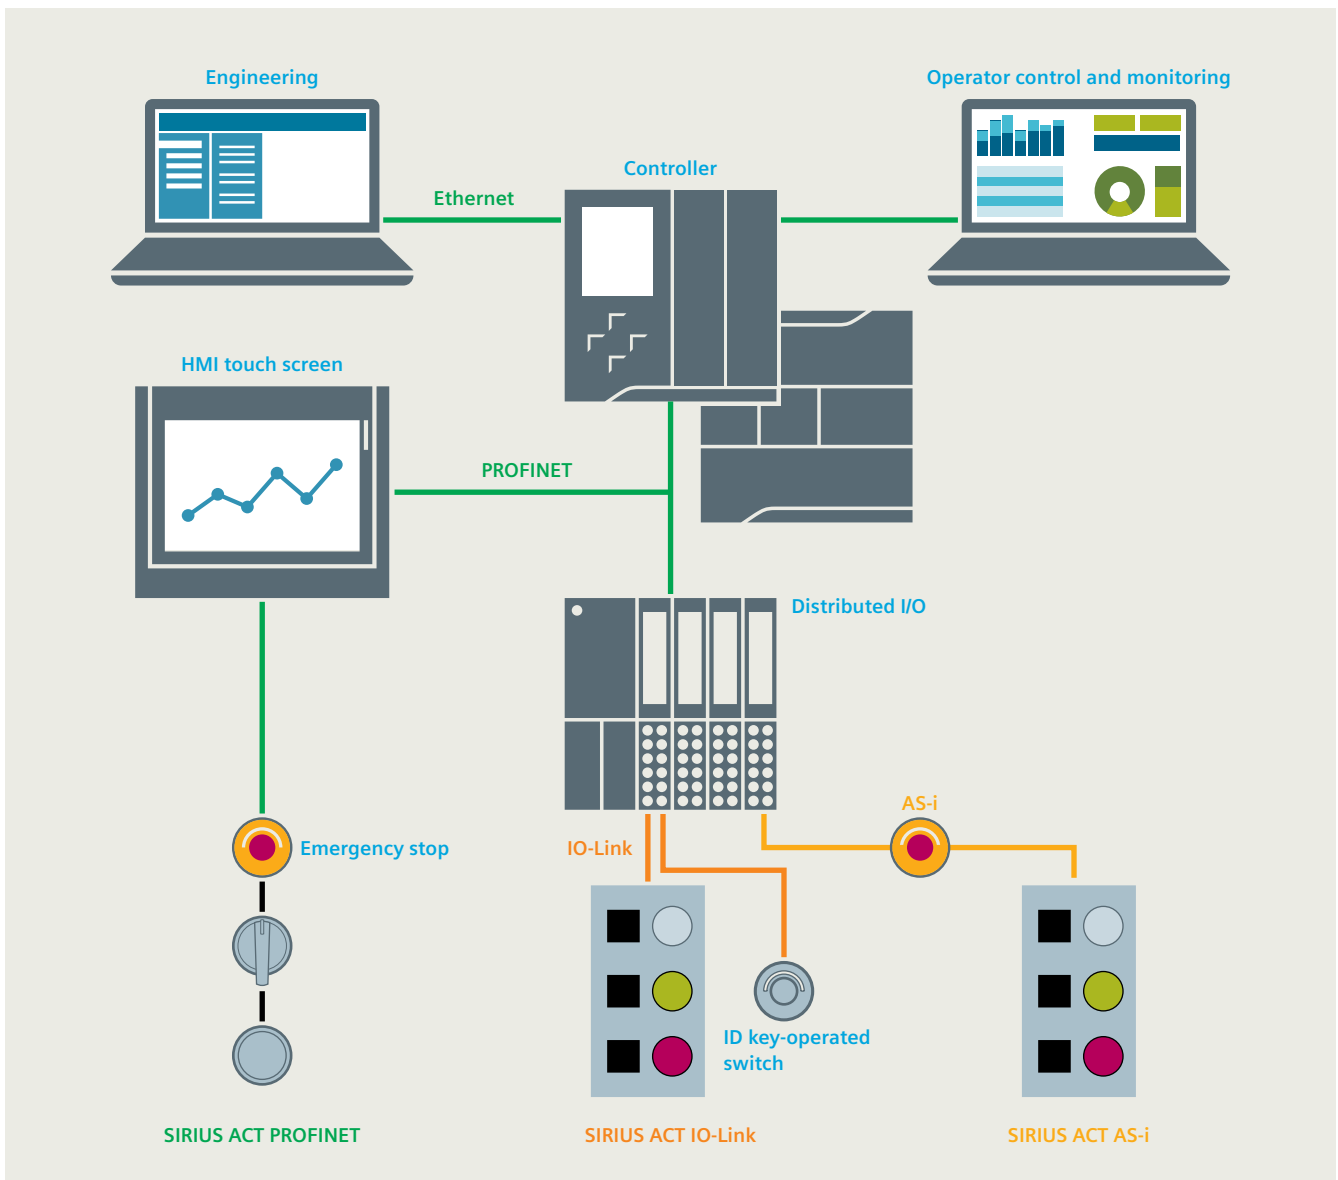 Engineering
Operator control and monitoring
Controller
Ethernet
HMI touch screen
PROFINET
Distributed I/O
AS-i
Emergency stop
IO-Link
ID key-operated
switch
SIRIUS ACT PROFINET
SIRIUS ACT IO-Link
SIRIUS ACT AS-i